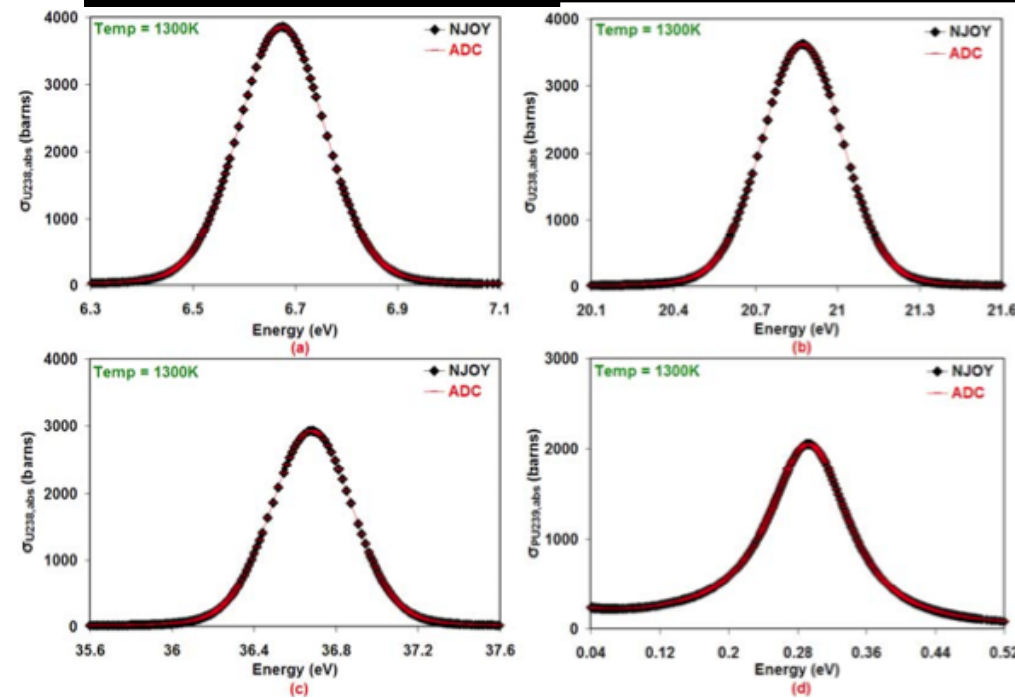 Temp = 1300K
NJOY
ADC
4000
3000
2000
1000
0
σU238,abs (barns)
6.3 6.5 6.7 6.9 7.1
Energy (eV)
(a)
Temp = 1300K
NJOY
ADC
4000
3000
2000
1000
0
σU238,abs (barns)
20.1 20.4 20.7 21 21.3 21.6
Energy (eV)
(b)
Temp = 1300K
NJOY
ADC
4000
3000
2000
1000
0
σU238,abs (barns)
35.6 36 36.4 36.8 37.2 37.6
Energy (eV)
(c)
Temp = 1300K
NJOY
ADC
3000
2000
1000
0
σPU239,abs (barns)
0.04 0.12 0.2 0.28 0.36 0.44 0.52
Energy (eV)
(d)